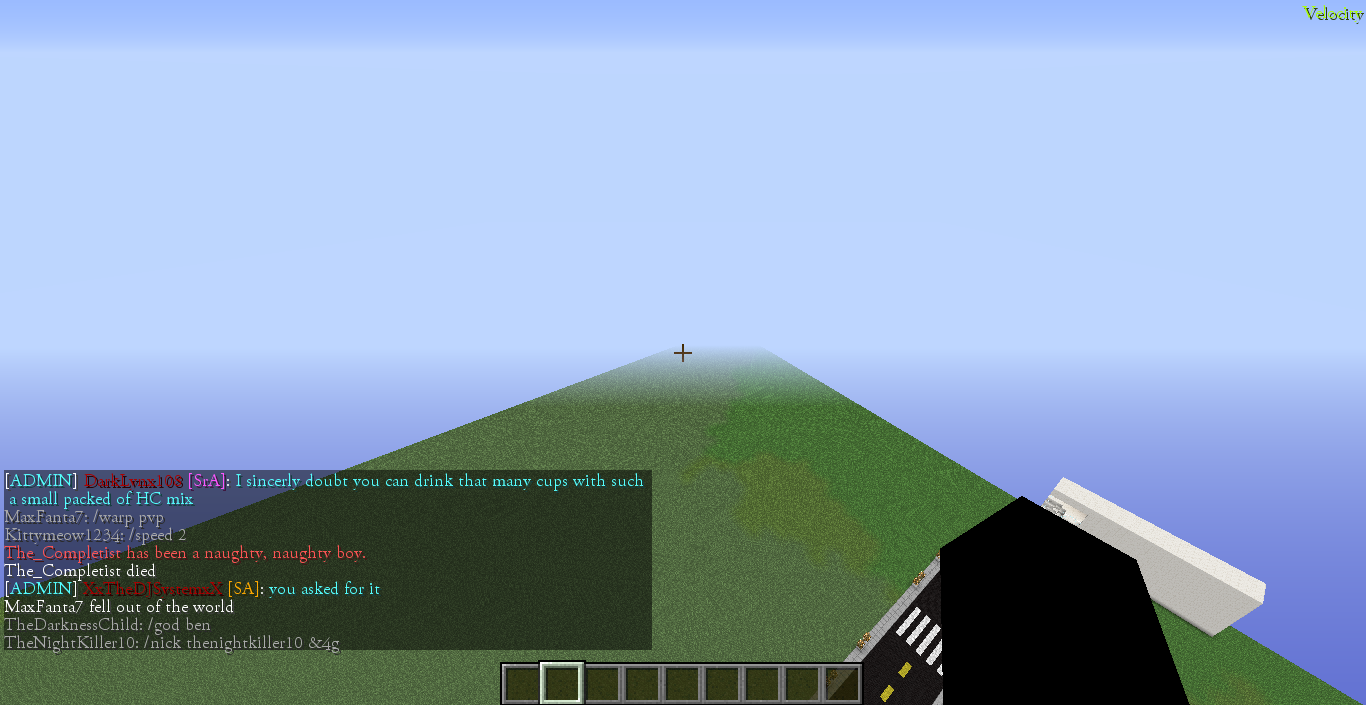 Velocity
[ADMIN] DarkLynx108 [SrA]: I sincerly doubt you can drink that many cups with such
a small packed of HC mix
MaxFanta7: /warp pvp
Kittymeow1234: /speed 2
The_Completist has been a naughty, naughty boy.
The_Completist died
[ADMIN] XxTheDJSystemxX [SA]: you asked for it
MaxFanta7 fell out of the world
TheDarknessChild: /god ben
TheNightKiller10: /nick thenightkiller10 &4g